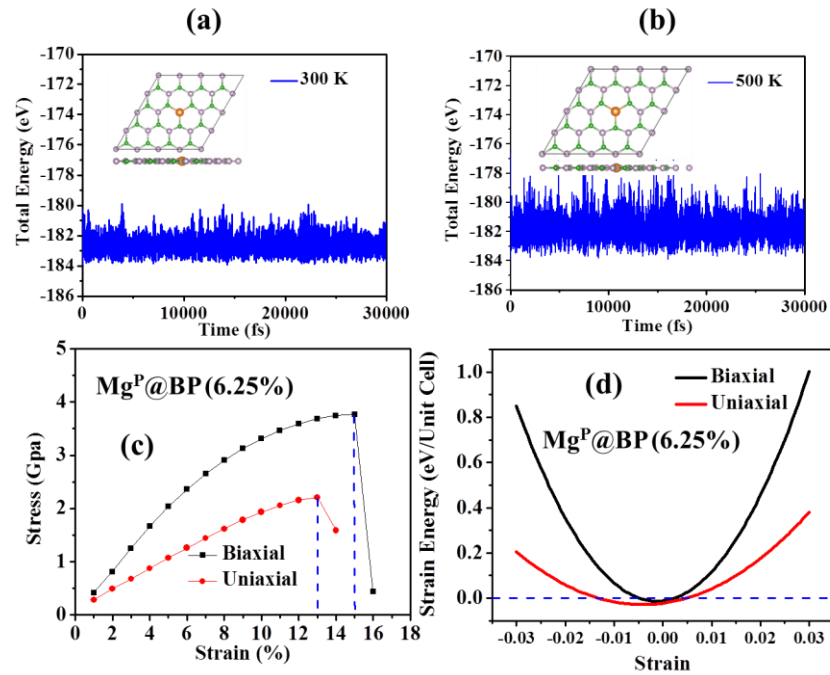 (a)
-170
-172
-174
-176
-178
-180
-182
-184
-186
Total Energy (eV)
300 K
0 10000 20000 30000
Time (fs)
(b)
-170
-172
-174
-176
-178
-180
-182
-184
-186
Total Energy (eV)
500 K
0 10000 20000 30000
Time (fs)
5
4
3
2
1
0
Stress (Gpa)
Mg^P@BP (6.25%)
(c)
Biaxial
Uniaxial
0 2 4 6 8 10 12 14 16 18
Strain (%)
1.0
0.8
0.6
0.4
0.2
0.0
Strain Energy (eV/Unit Cell)
(d)
Biaxial
Uniaxial
Mg^P@BP (6.25%)
-0.03 -0.02 -0.01 0.00 0.01 0.02 0.03
Strain